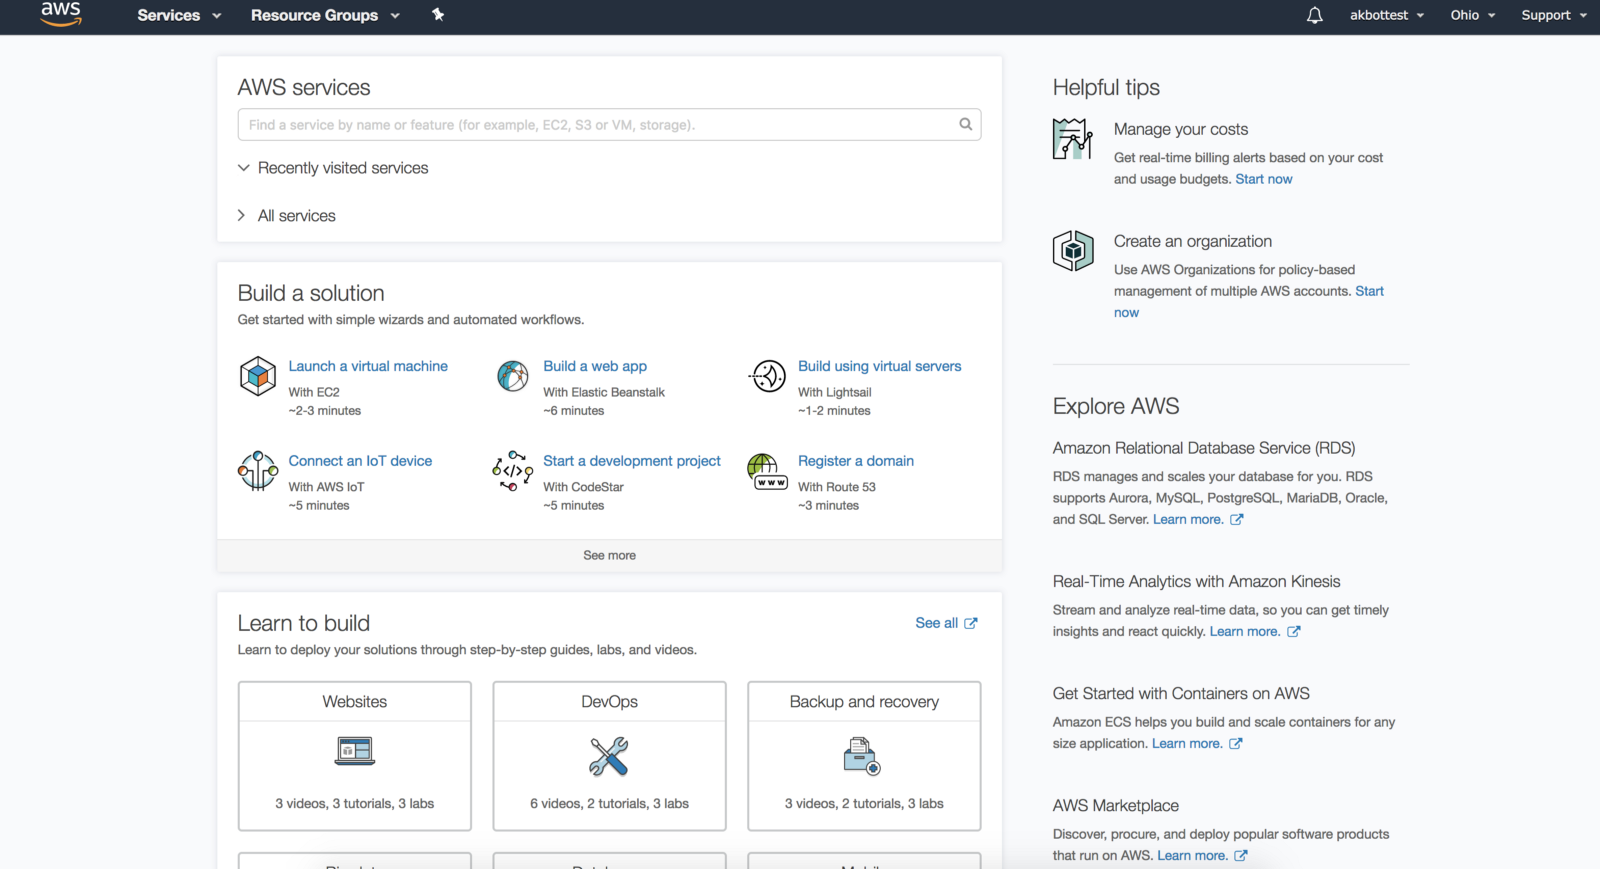 aws
Services
Resource Groups
akbottest
Ohio
Support
AWS services
Find a service by name or feature (for example, EC2, S3 or VM, storage).
Recently visited services
All services
Build a solution
Get started with simple wizards and automated workflows.
Launch a virtual machine
With EC2
~2-3 minutes
Build a web app
With Elastic Beanstalk
~6 minutes
Build using virtual servers
With Lightsail
~1-2 minutes
Connect an IoT device
With AWS IoT
~5 minutes
Start a development project
With CodeStar
~5 minutes
Register a domain
With Route 53
~3 minutes
See more
Learn to build
See all
Learn to deploy your solutions through step-by-step guides, labs, and videos.
Websites
3 videos, 3 tutorials, 3 labs
DevOps
6 videos, 2 tutorials, 3 labs
Backup and recovery
3 videos, 2 tutorials, 3 labs
Helpful tips
Manage your costs
Get real-time billing alerts based on your cost
and usage budgets. Start now
Create an organization
Use AWS Organizations for policy-based
management of multiple AWS accounts. Start
now
Explore AWS
Amazon Relational Database Service (RDS)
RDS manages and scales your database for you. RDS
supports Aurora, MySQL, PostgreSQL, MariaDB, Oracle,
and SQL Server. Learn more.
Real-Time Analytics with Amazon Kinesis
Stream and analyze real-time data, so you can get timely
insights and react quickly. Learn more.
Get Started with Containers on AWS
Amazon ECS helps you build and scale containers for any
size application. Learn more.
AWS Marketplace
Discover, procure, and deploy popular software products
that run on AWS. Learn more.